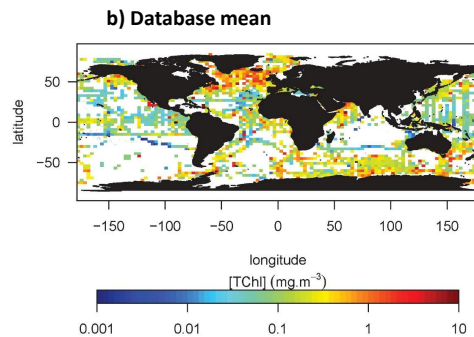 b) Database mean
latitude
50
0
−50
−150 −100 −50 0 50 100 150
longitude
[TChl] (mg.m⁻³)
0.001 0.01 0.1 1 10